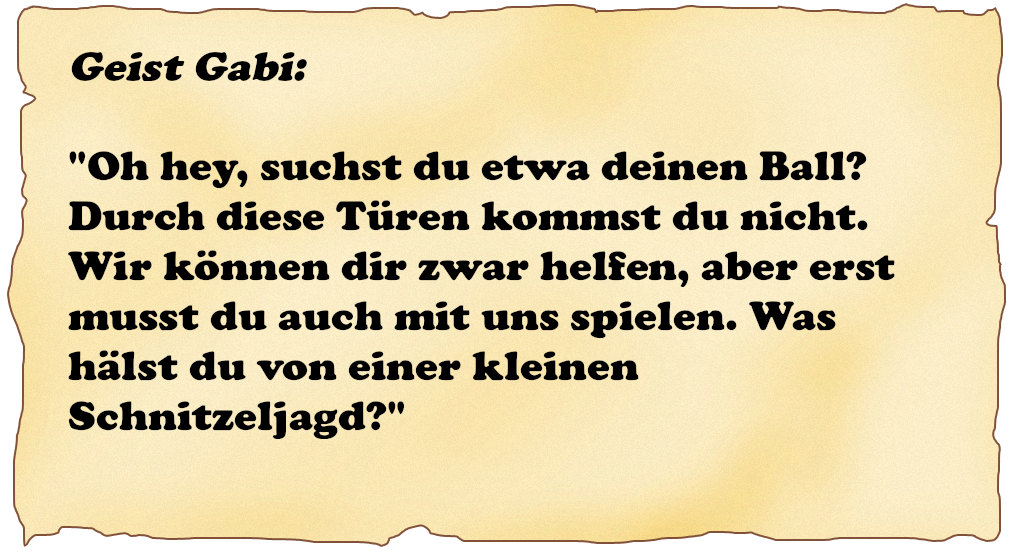 Geist Gabi:
"Oh hey, suchst du etwa deinen Ball?
Durch diese Türen kommst du nicht.
Wir können dir zwar helfen, aber erst
musst du auch mit uns spielen. Was
hälst du von einer kleinen
Schnitzeljagd?"